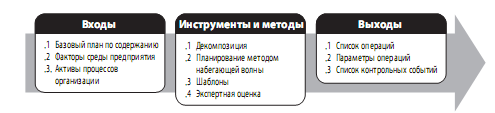 Входы
.1 Базовый план по содержанию
.2 Факторы среды предприятия
.3. Активы процессов
организации
Инструменты и методы
.1 Декомпозиция
.2 Планирование методом
набегающей волны
.3 Шаблоны
.4 Экспертная оценка
Выходы
.1 Список операций
.2 Параметры операций
.3 Список контрольных событий